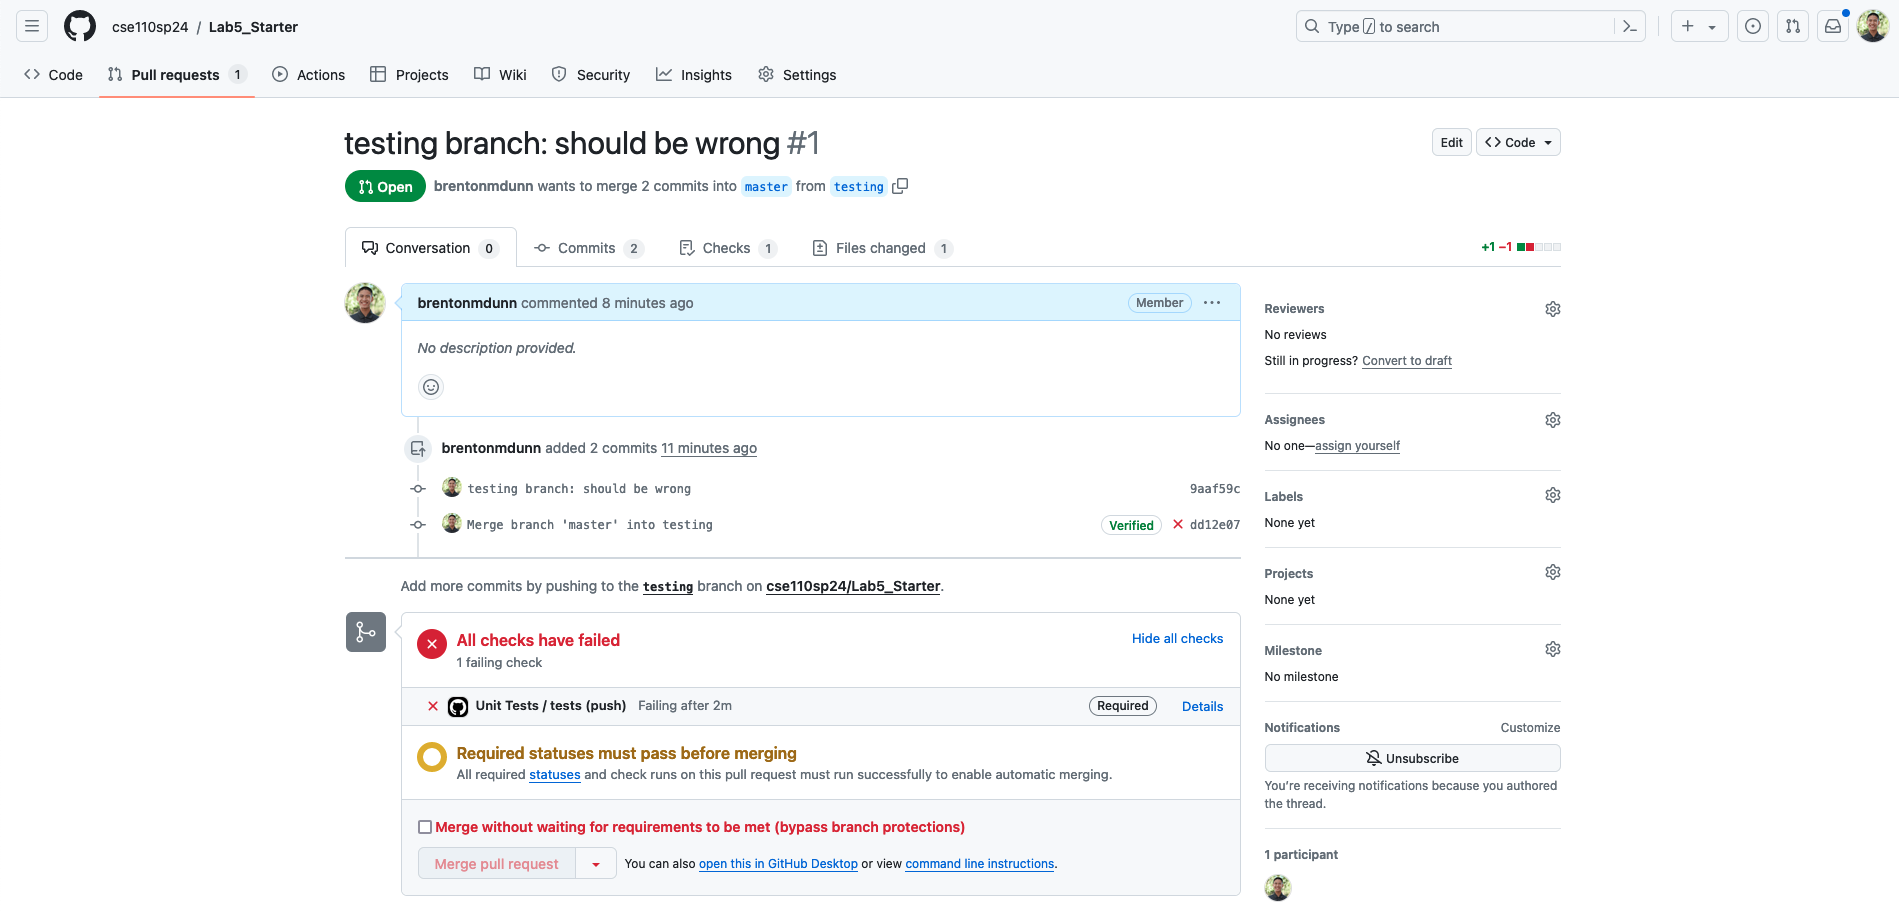 cse110sp24 / Lab5_Starter
Type / to search
Code
Pull requests 1
Actions
Projects
Wiki
Security
Insights
Settings
testing branch: should be wrong #1
Edit
Code
Open
brentonmdunn wants to merge 2 commits into master from testing
Conversation 0
Commits 2
Checks 1
Files changed 1
+1 −1
brentonmdunn commented 8 minutes ago
Member
No description provided.
brentonmdunn added 2 commits 11 minutes ago
testing branch: should be wrong
9aaf59c
Merge branch 'master' into testing
Verified
dd12e07
Add more commits by pushing to the testing branch on cse110sp24/Lab5_Starter.
All checks have failed
Hide all checks
1 failing check
Unit Tests / tests (push) Failing after 2m
Required
Details
Required statuses must pass before merging
All required statuses and check runs on this pull request must run successfully to enable automatic merging.
Merge without waiting for requirements to be met (bypass branch protections)
Merge pull request
You can also open this in GitHub Desktop or view command line instructions.
Reviewers
No reviews
Still in progress? Convert to draft
Assignees
No one—assign yourself
Labels
None yet
Projects
None yet
Milestone
No milestone
Notifications
Customize
Unsubscribe
You're receiving notifications because you authored
the thread.
1 participant